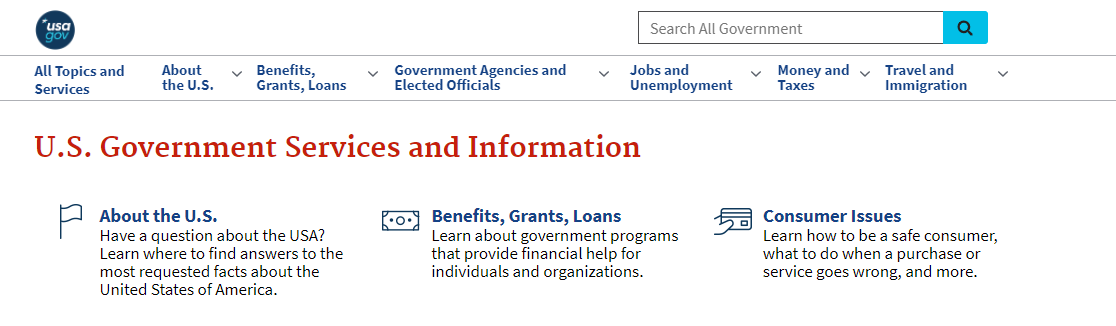 usa
gov
Search All Government
All Topics and
Services
About
the U.S.
Benefits,
Grants, Loans
Government Agencies and
Elected Officials
Jobs and
Unemployment
Money and
Taxes
Travel and
Immigration
U.S. Government Services and Information
About the U.S.
Have a question about the USA?
Learn where to find answers to the
most requested facts about the
United States of America.
Benefits, Grants, Loans
Learn about government programs
that provide financial help for
individuals and organizations.
Consumer Issues
Learn how to be a safe consumer,
what to do when a purchase or
service goes wrong, and more.